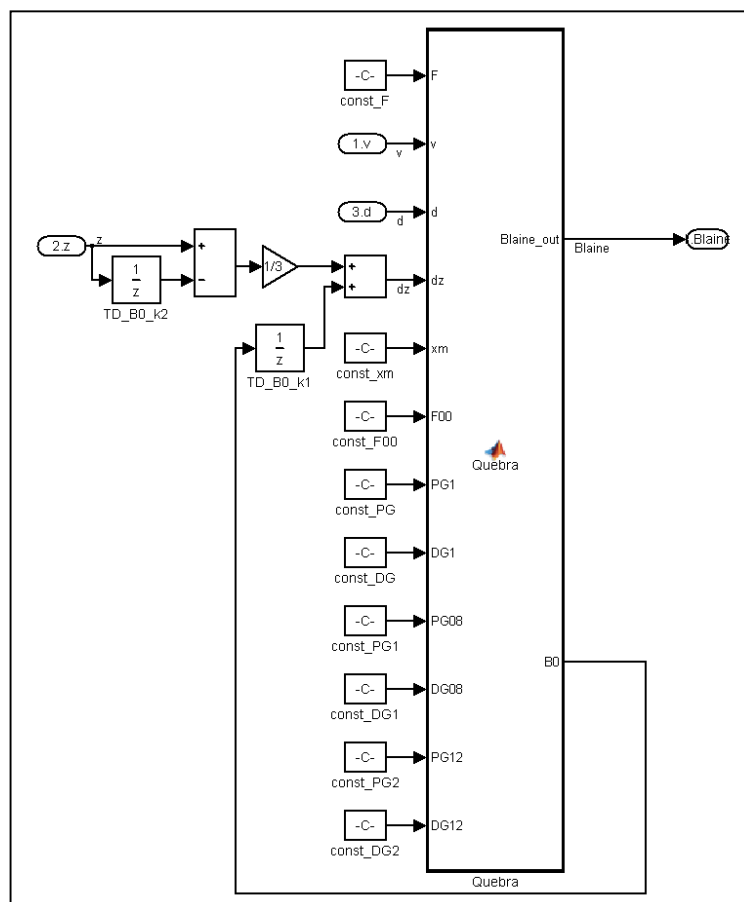 -C-
F
const_F
1.v
v
v
3.d
d
d
Blaine_out
Blaine
Blaine
2.z
z
+
-
1
z
TD_B0_k2
1/3
+
+
dz
dz
1
z
TD_B0_k1
-C-
xm
const_xm
-C-
F00
const_F00
Quebra
-C-
PG1
const_PG
-C-
DG1
const_DG
-C-
PG08
const_PG1
B0
-C-
DG08
const_DG1
-C-
PG12
const_PG2
-C-
DG12
const_DG2
Quebra